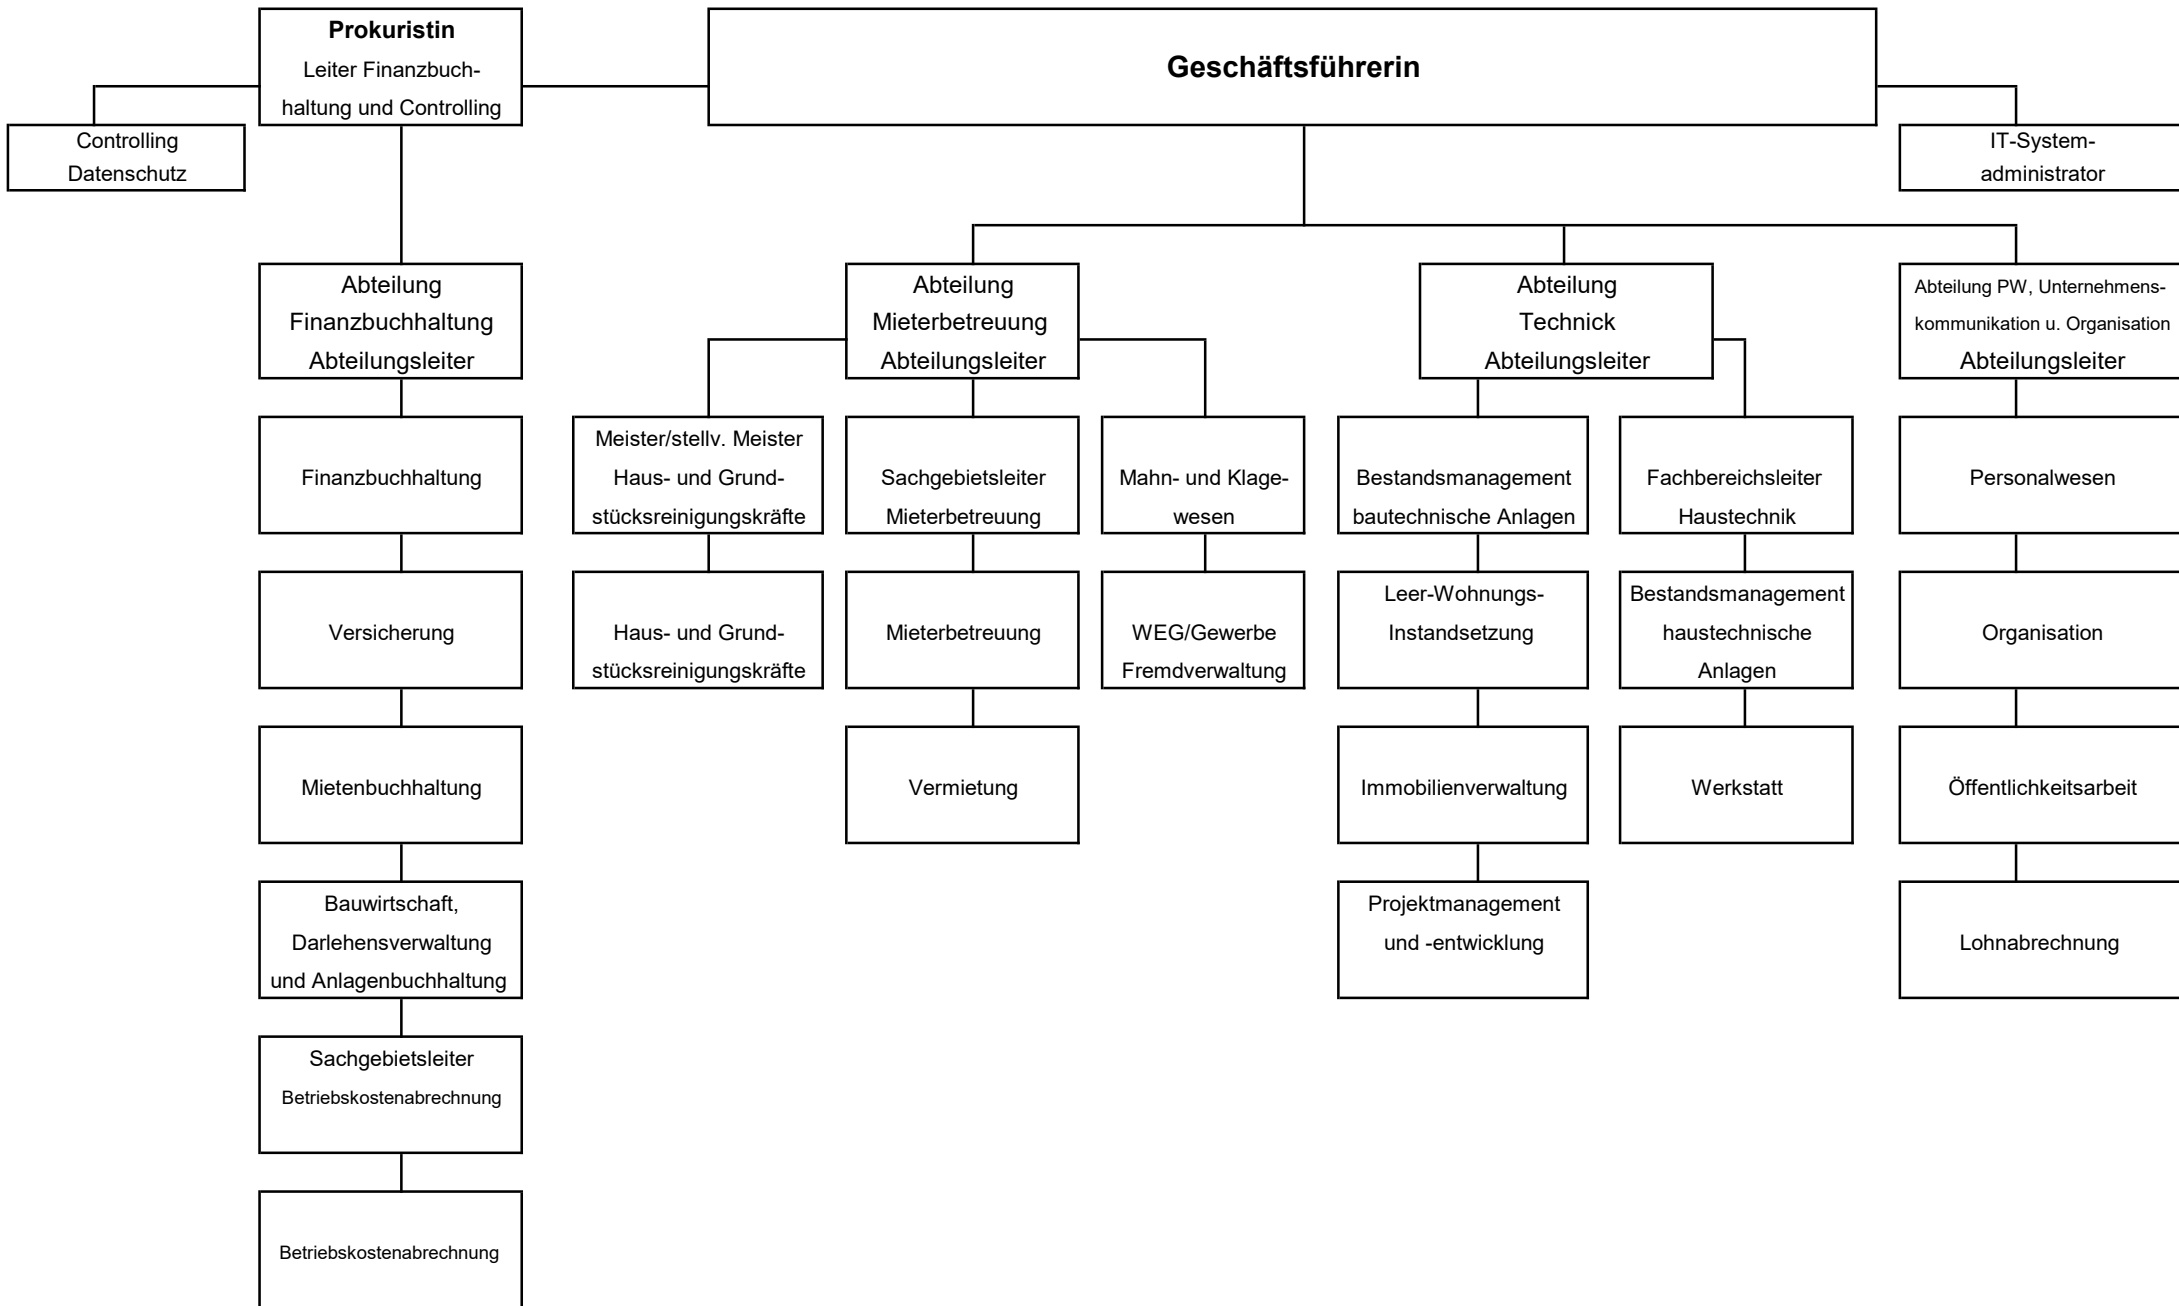 Prokuristin
Leiter Finanzbuch-
haltung und Controlling
Geschäftsführerin
Controlling
Datenschutz
IT-System-
administrator
Abteilung
Finanzbuchhaltung
Abteilungsleiter
Abteilung
Mieterbetreuung
Abteilungsleiter
Abteilung
Technick
Abteilungsleiter
Abteilung PW, Unternehmens-
kommunikation u. Organisation
Abteilungsleiter
Finanzbuchhaltung
Meister/stellv. Meister
Haus- und Grund-
stücksreinigungskräfte
Sachgebietsleiter
Mieterbetreuung
Mahn- und Klage-
wesen
Bestandsmanagement
bautechnische Anlagen
Fachbereichsleiter
Haustechnik
Personalwesen
Versicherung
Haus- und Grund-
stücksreinigungskräfte
Mieterbetreuung
WEG/Gewerbe
Fremdverwaltung
Leer-Wohnungs-
Instandsetzung
Bestandsmanagement
haustechnische
Anlagen
Organisation
Mietenbuchhaltung
Vermietung
Immobilienverwaltung
Werkstatt
Öffentlichkeitsarbeit
Bauwirtschaft,
Darlehensverwaltung
und Anlagenbuchhaltung
Projektmanagement
und -entwicklung
Lohnabrechnung
Sachgebietsleiter
Betriebskostenabrechnung
Betriebskostenabrechnung